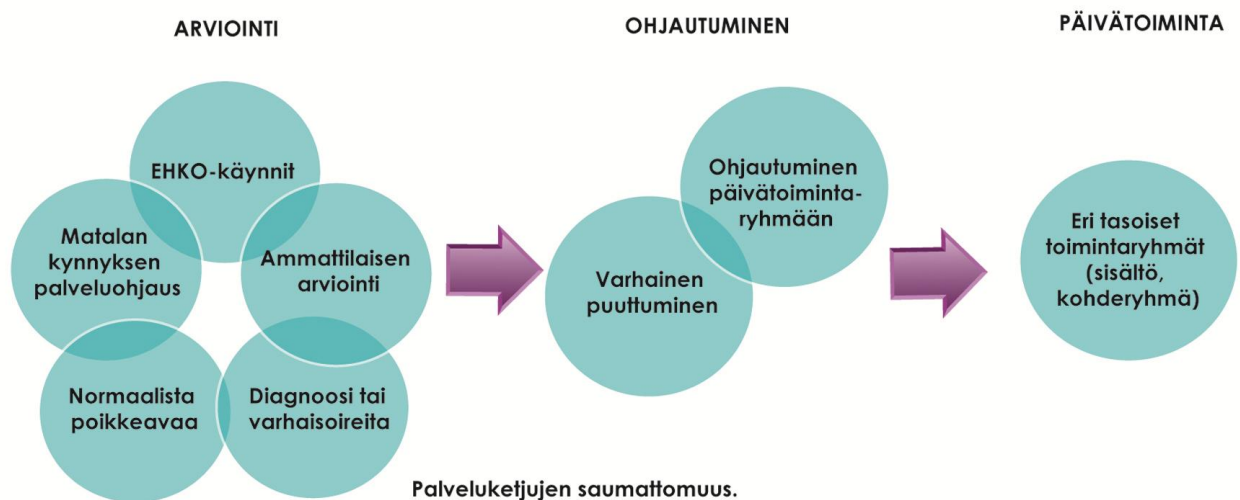 ARVIOINTI
OHJAUTUMINEN
PÄIVÄTOIMINTA
EHKO-käynnit
Matalan
kynnyksen
palveluohjaus
Ammattilaisen
arviointi
Normaalista
poikkeavaa
Diagnoosi tai
varhaisoireita
Ohjautuminen
päivätoiminta-
ryhmään
Varhainen
puuttuminen
Eri tasoiset
toimintaryhmät
(sisältö,
kohderyhmä)
Palveluketjujen saumattomuus.